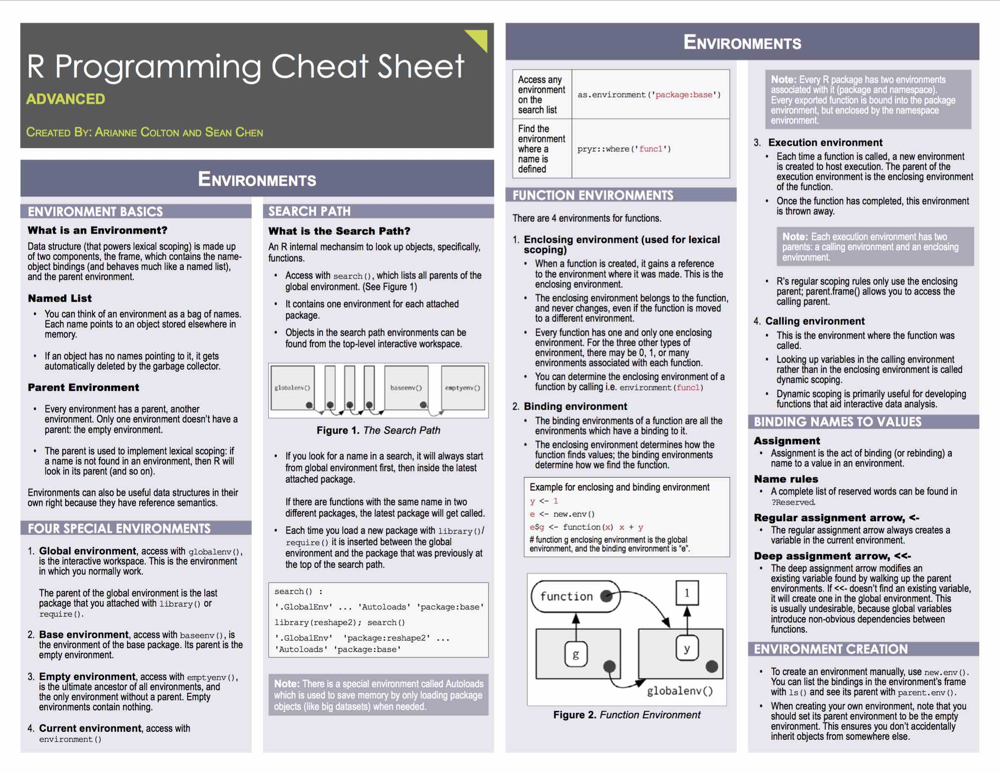 R Programming Cheat Sheet
ADVANCED
CREATED BY: ARIANNE COLTON AND SEAN CHEN
ENVIRONMENTS
ENVIRONMENT BASICS
What is an Environment?
Data structure (that powers lexical scoping) is made up
of two components, the frame, which contains the name-
object bindings (and behaves much like a named list),
and the parent environment.
Named List
• You can think of an environment as a bag of names.
Each name points to an object stored elsewhere in
memory.
• If an object has no names pointing to it, it gets
automatically deleted by the garbage collector.
Parent Environment
• Every environment has a parent, another
environment. Only one environment doesn't have a
parent: the empty environment.
• The parent is used to implement lexical scoping: if
a name is not found in an environment, then R will
look in its parent (and so on).
Environments can also be useful data structures in their
own right because they have reference semantics.
FOUR SPECIAL ENVIRONMENTS
1. Global environment, access with globalenv(),
is the interactive workspace. This is the environment
in which you normally work.
The parent of the global environment is the last
package that you attached with library() or
require().
2. Base environment, access with baseenv(), is
the environment of the base package. Its parent is the
empty environment.
3. Empty environment, access with emptyenv(),
is the ultimate ancestor of all environments, and
the only environment without a parent. Empty
environments contain nothing.
4. Current environment, access with
environment()
SEARCH PATH
What is the Search Path?
An R internal mechansim to look up objects, specifically,
functions.
• Access with search(), which lists all parents of the
global environment. (See Figure 1)
• It contains one environment for each attached
package.
• Objects in the search path environments can be
found from the top-level interactive workspace.
globalenv() baseenv() emptyenv()
Figure 1. The Search Path
• If you look for a name in a search, it will always start
from global environment first, then inside the latest
attached package.
If there are functions with the same name in two
different packages, the latest package will get called.
• Each time you load a new package with library()/
require() it is inserted between the global
environment and the package that was previously at
the top of the search path.
search() :
'.GlobalEnv' ... 'Autoloads' 'package:base'
library(reshape2); search()
'.GlobalEnv' 'package:reshape2' ...
'Autoloads' 'package:base'
Note: There is a special environment called Autoloads
which is used to save memory by only loading package
objects (like big datasets) when needed.
ENVIRONMENTS
Access any
environment
on the
search list
as.environment('package:base')
Find the
environment
where a
name is
defined
pryr::where('func1')
FUNCTION ENVIRONMENTS
There are 4 environments for functions.
1. Enclosing environment (used for lexical
scoping)
• When a function is created, it gains a reference
to the environment where it was made. This is the
enclosing environment.
• The enclosing environment belongs to the function,
and never changes, even if the function is moved
to a different environment.
• Every function has one and only one enclosing
environment. For the three other types of
environment, there may be 0, 1, or many
environments associated with each function.
• You can determine the enclosing environment of a
function by calling i.e. environment(func1)
2. Binding environment
• The binding environments of a function are all the
environments which have a binding to it.
• The enclosing environment determines how the
function finds values; the binding environments
determine how we find the function.
Example for enclosing and binding environment
y <- 1
e <- new.env()
e$g <- function(x) x + y
# function g enclosing environment is the global
environment, and the binding environment is “e”.
function 1
g y
globalenv()
Figure 2. Function Environment
Note: Every R package has two environments
associated with it (package and namespace).
Every exported function is bound into the package
environment, but enclosed by the namespace
environment.
3. Execution environment
• Each time a function is called, a new environment
is created to host execution. The parent of the
execution environment is the enclosing environment
of the function.
• Once the function has completed, this environment
is thrown away.
Note: Each execution environment has two
parents: a calling environment and an enclosing
environment.
• R's regular scoping rules only use the enclosing
parent; parent.frame() allows you to access the
calling parent.
4. Calling environment
• This is the environment where the function was
called.
• Looking up variables in the calling environment
rather than in the enclosing environment is called
dynamic scoping.
• Dynamic scoping is primarily useful for developing
functions that aid interactive data analysis.
BINDING NAMES TO VALUES
Assignment
• Assignment is the act of binding (or rebinding) a
name to a value in an environment.
Name rules
• A complete list of reserved words can be found in
?Reserved.
Regular assignment arrow, <-
• The regular assignment arrow always creates a
variable in the current environment.
Deep assignment arrow, <<-
• The deep assignment arrow modifies an
existing variable found by walking up the parent
environments. If <<- doesn't find an existing variable,
it will create one in the global environment. This
is usually undesirable, because global variables
introduce non-obvious dependencies between
functions.
ENVIRONMENT CREATION
• To create an environment manually, use new.env().
You can list the bindings in the environment's frame
with ls() and see its parent with parent.env().
• When creating your own environment, note that you
should set its parent environment to be the empty
environment. This ensures you don't accidentally
inherit objects from somewhere else.